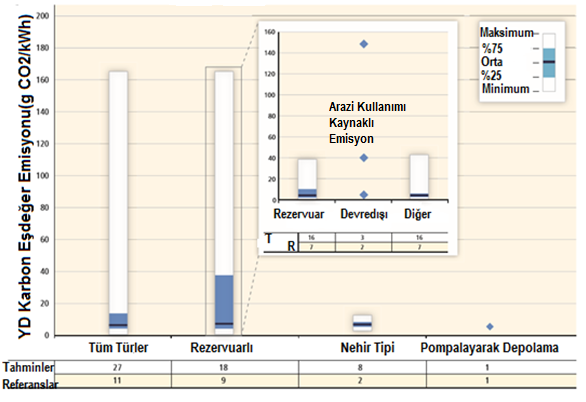 YD Karbon Eşdeğer Emisyonu(g CO2/kWh)
200
180
160
140
120
100
80
60
40
20
0
160
140
120
100
80
60
40
20
0
Arazi Kullanımı
Kaynaklı
Emisyon
Rezervuar Devredışı Diğer
T 16 3 16
R 7 2 7
Maksimum
%75
Orta
%25
Minimum
Tüm Türler Rezervuarlı Nehir Tipi Pompalayarak Depolama
Tahminler 27 18 8 1
Referanslar 11 9 2 1